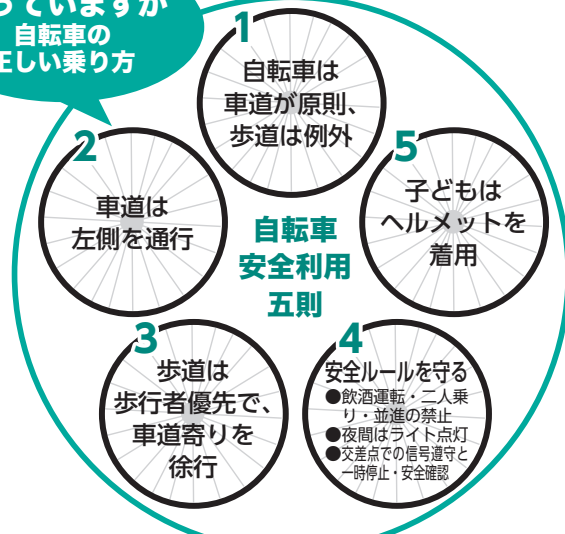 っていますか
自転車の
正しい乗り方
1
自転車は
車道が原則、
歩道は例外
2
車道は
左側を通行
3
歩道は
歩行者優先で、
車道寄りを
徐行
4
安全ルールを守る
●飲酒運転・二人乗
り・並進の禁止
●夜間はライト点灯
●交差点での信号遵守と
一時停止・安全確認
5
子どもは
ヘルメットを
着用
自転車
安全利用
五則